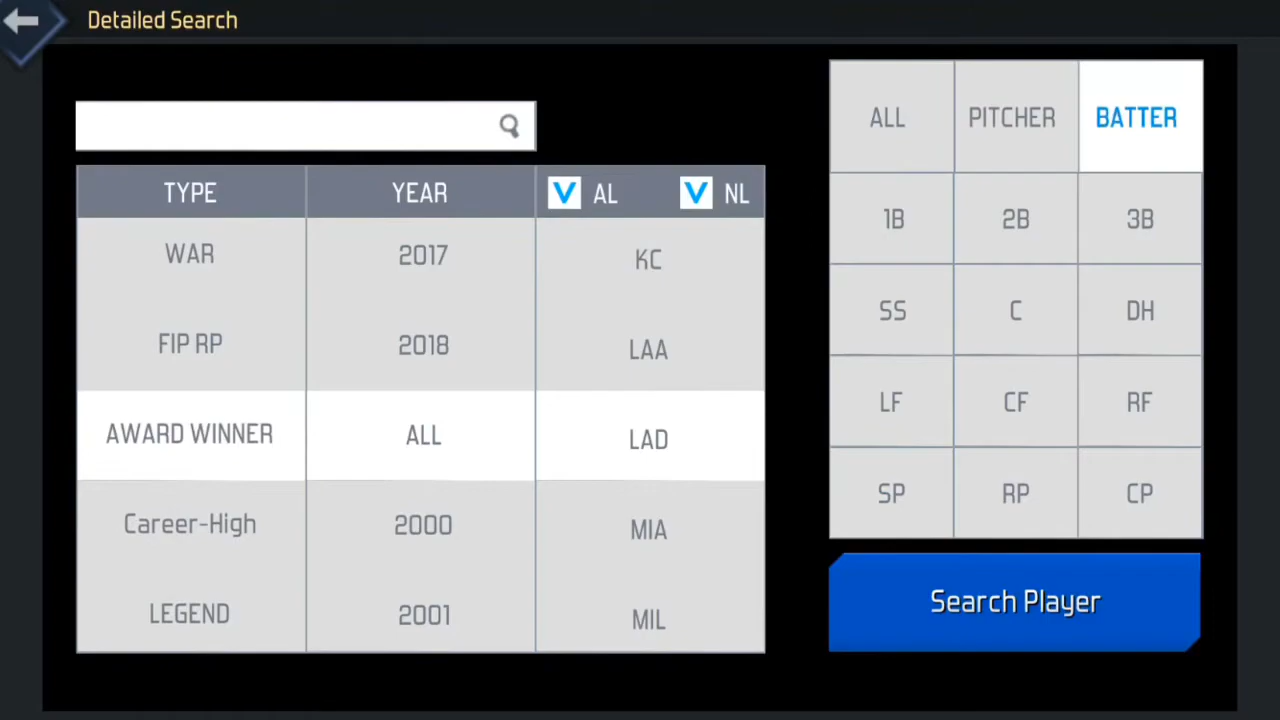 Detailed Search
TYPE YEAR V AL V NL
WAR 2017 KC
FIP RP 2018 LAA
AWARD WINNER ALL LAD
Career-High 2000 MIA
LEGEND 2001 MIL
ALL PITCHER BATTER
1B 2B 3B
SS C DH
LF CF RF
SP RP CP
Search Player